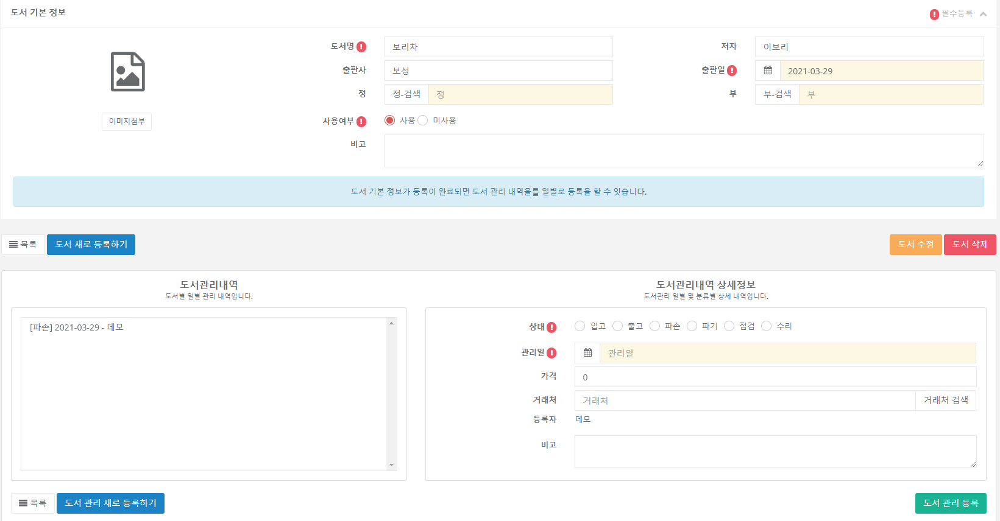 도서 기본 정보
필수등록
도서명 보리차 저자 이보리
출판사 보성 출판일 2021-03-29
정 정-검색 정 부 부-검색 부
이미지첨부
사용여부 사용 미사용
비고
도서 기본 정보가 등록이 완료되면 도서 관리 내역을를 일별로 등록을 할 수 잇습니다.
목록 도서 새로 등록하기 도서 수정 도서 삭제
도서관리내역
도서별 일별 관리 내역입니다.
[파손] 2021-03-29 - 데모
도서관리내역 상세정보
도서관리 일별 및 분류별 상세 내역입니다.
상태 입고 출고 파손 파기 점검 수리
관리일 관리일
가격 0
거래처 거래처 거래처 검색
등록자 데모
비고
목록 도서 관리 새로 등록하기 도서 관리 등록